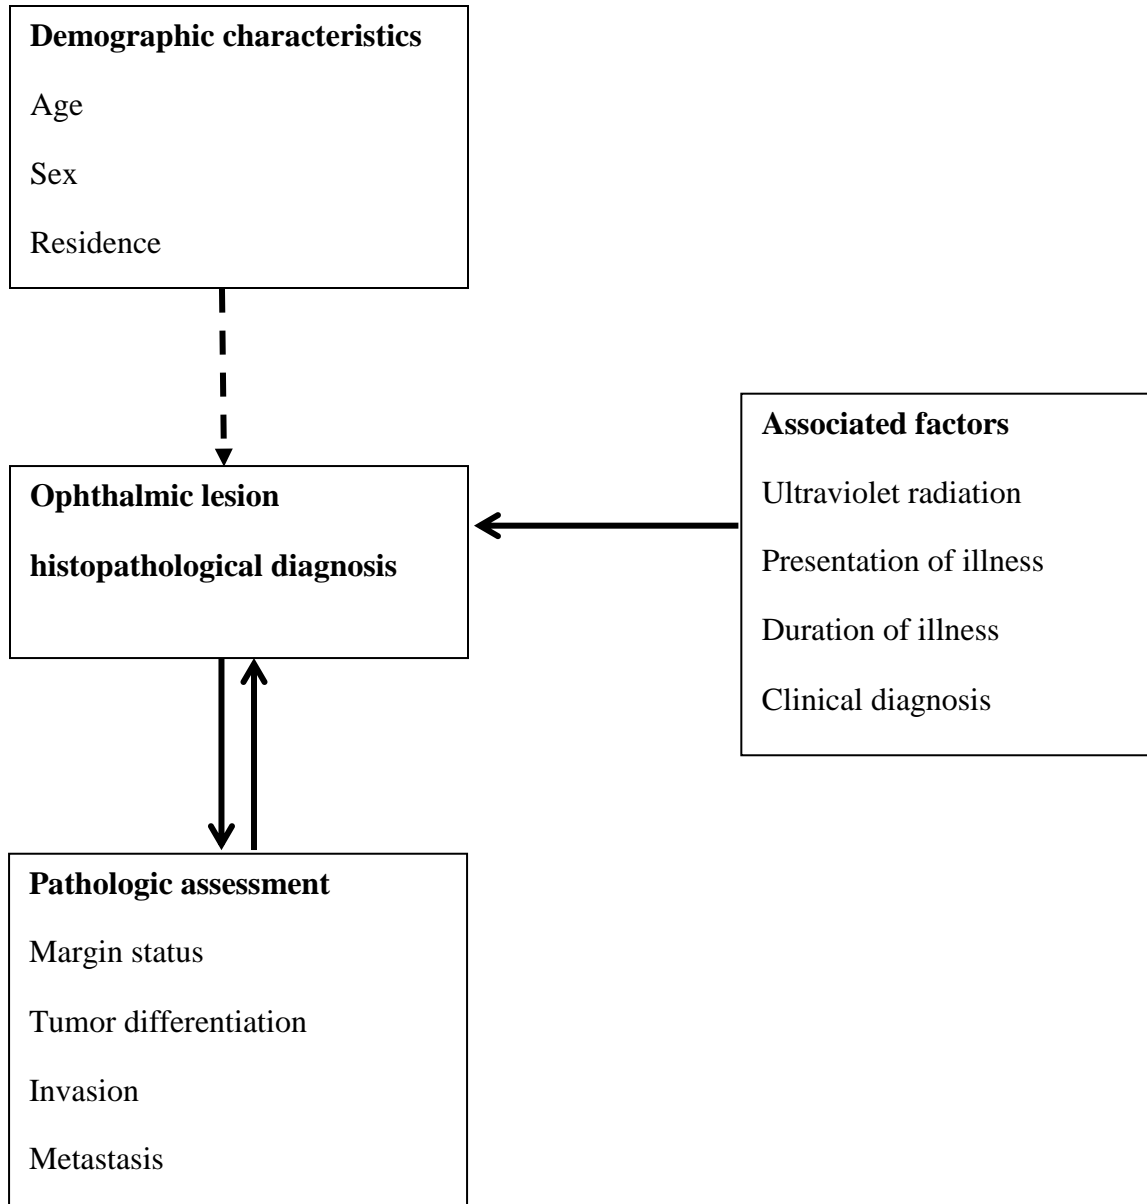 Demographic characteristics
Age
Sex
Residence
Ophthalmic lesion
histopathological diagnosis
Associated factors
Ultraviolet radiation
Presentation of illness
Duration of illness
Clinical diagnosis
Pathologic assessment
Margin status
Tumor differentiation
Invasion
Metastasis